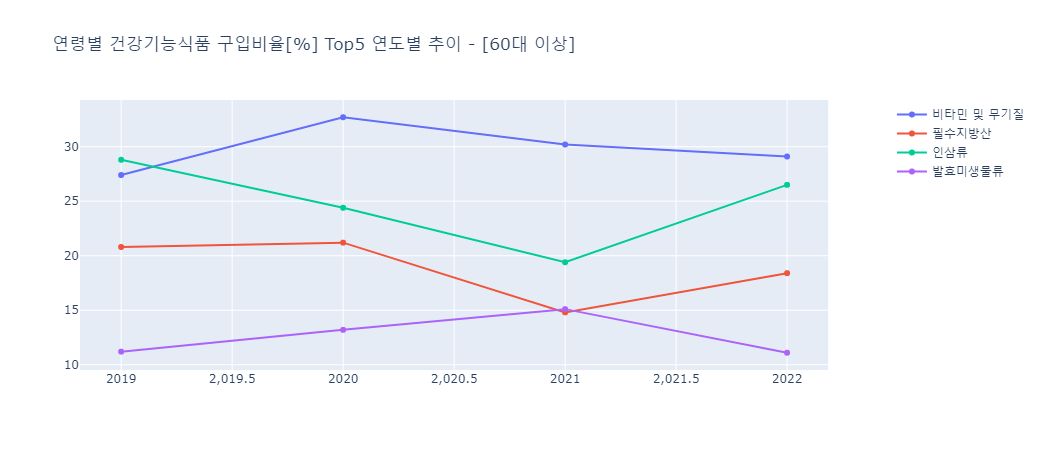 연령별 건강기능식품 구입비율[%] Top5 연도별 추이 - [60대 이상]
비타민 및 무기질
필수지방산
인삼류
발효미생물류
30
25
20
15
10
2019 2,019.5 2020 2,020.5 2021 2,021.5 2022